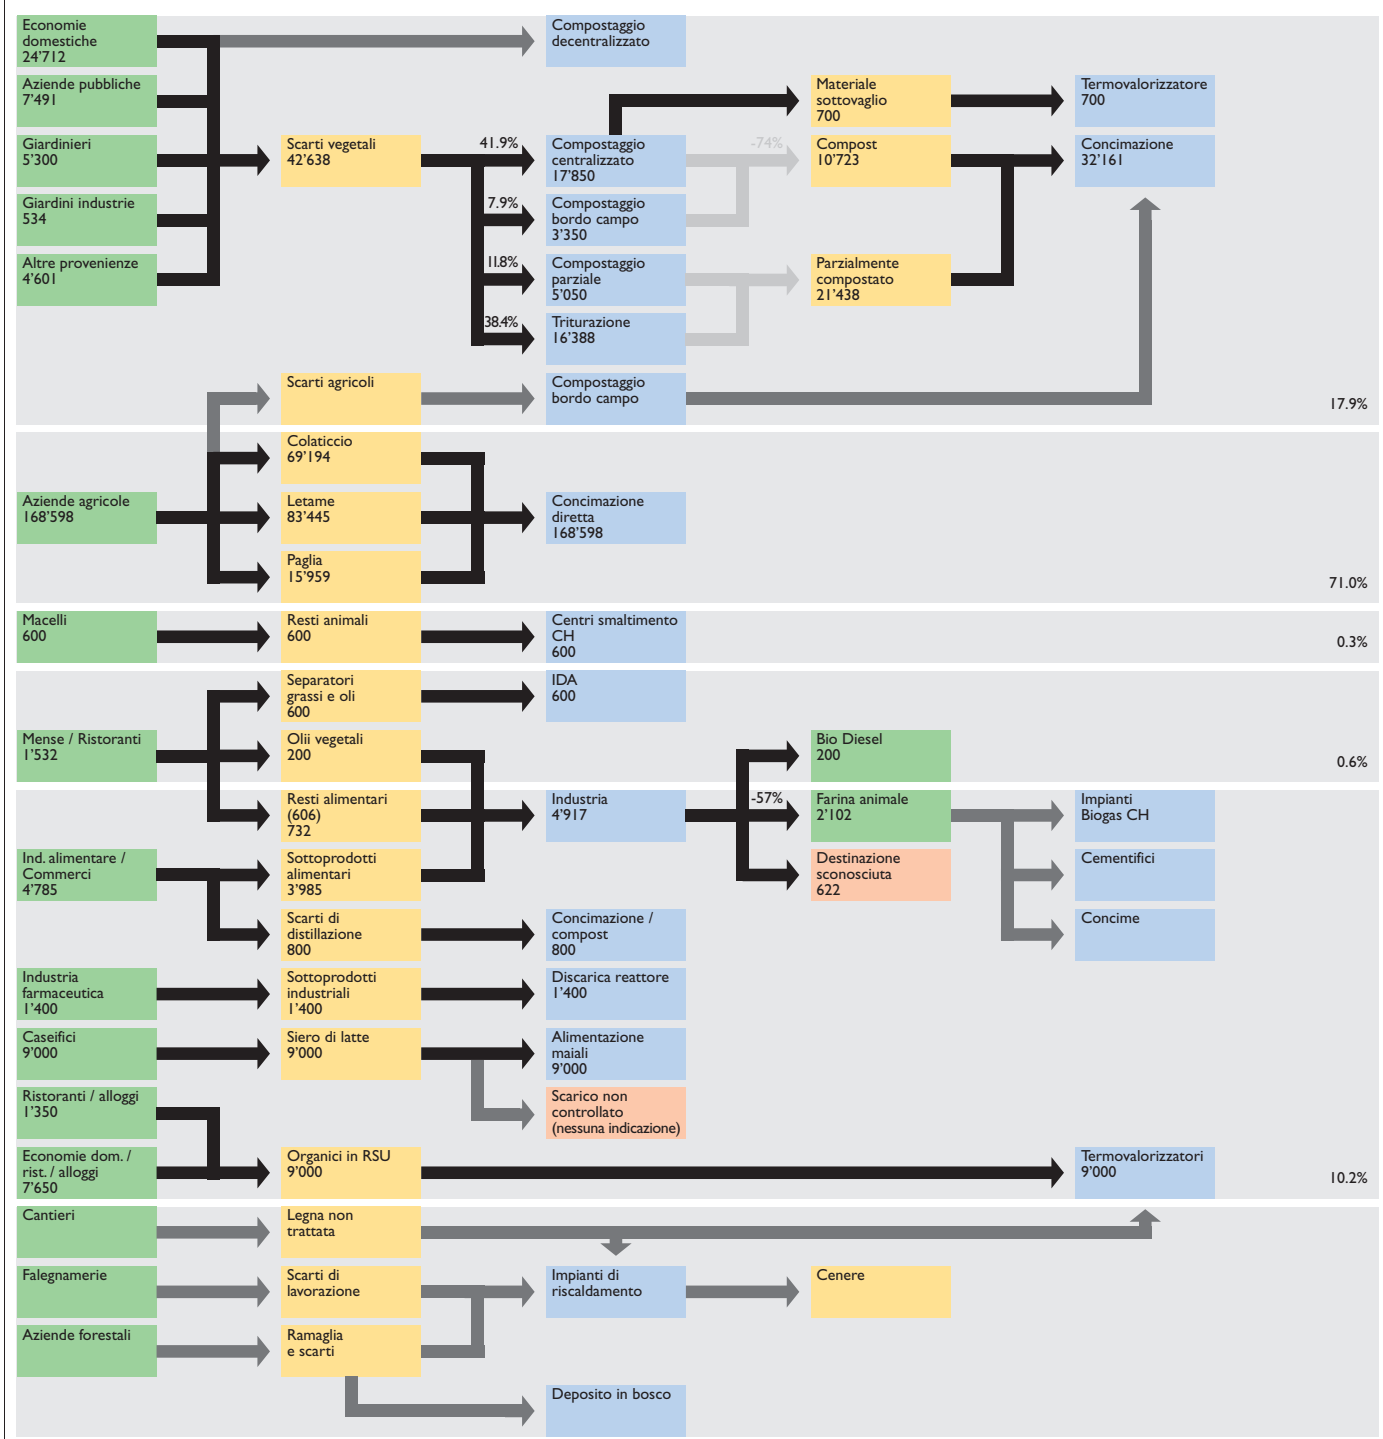 Economie
domestiche
24’712
Compostaggio
decentralizzato
Aziende pubbliche
7’491
Materiale
sottovaglio
700
Termovalorizzatore
700
Giardinieri
5’300
Scarti vegetali
42’638
41.9%
Compostaggio
centralizzato
17’850
-74%
Compost
10’723
Concimazione
32’161
Giardini industrie
534
7.9%
Compostaggio
bordo campo
3’350
Altre provenienze
4’601
11.8%
Compostaggio
parziale
5’050
Parzialmente
compostato
21’438
38.4%
Triturazione
16’388
Scarti agricoli
Compostaggio
bordo campo
17.9%
Colaticcio
69’194
Aziende agricole
168’598
Letame
83’445
Concimazione
diretta
168’598
Paglia
15’959
71.0%
Macelli
600
Resti animali
600
Centri smaltimento
CH
600
0.3%
Separatori
grassi e oli
600
IDA
600
Mense / Ristoranti
1’532
Olii vegetali
200
Bio Diesel
200
0.6%
Resti alimentari
(606)
732
Industria
4’917
-57%
Farina animale
2’102
Impianti
Biogas CH
Ind. alimentare /
Commerci
4’785
Sottoprodotti
alimentari
3’985
Destinazione
sconosciuta
622
Cementifici
Scarti di
distillazione
800
Concimazione /
compost
800
Concime
Industria
farmaceutica
1’400
Sottoprodotti
industriali
1’400
Discarica reattore
1’400
Caseifici
9’000
Siero di latte
9’000
Alimentazione
maiali
9’000
Ristoranti / alloggi
1’350
Scarico non
controllato
(nessuna indicazione)
Economie dom. /
rist. / alloggi
7’650
Organici in RSU
9’000
Termovalorizzatori
9’000
10.2%
Cantieri
Legna non
trattata
Falegnamerie
Scarti di
lavorazione
Impianti di
riscaldamento
Cenere
Aziende forestali
Ramaglia
e scarti
Deposito in bosco